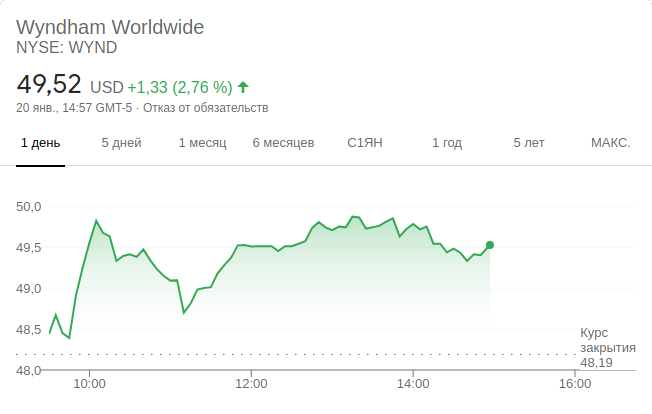 Wyndham Worldwide
NYSE: WYND
49,52 USD +1,33 (2,76 %)
20 янв., 14:57 GMT-5 · Отказ от обязательств
1 день 5 дней 1 месяц 6 месяцев С1ЯН 1 год 5 лет МАКС.
50,0
49,5
49,0
48,5
Курс
закрытия
48,19
48,0
10:00 12:00 14:00 16:00